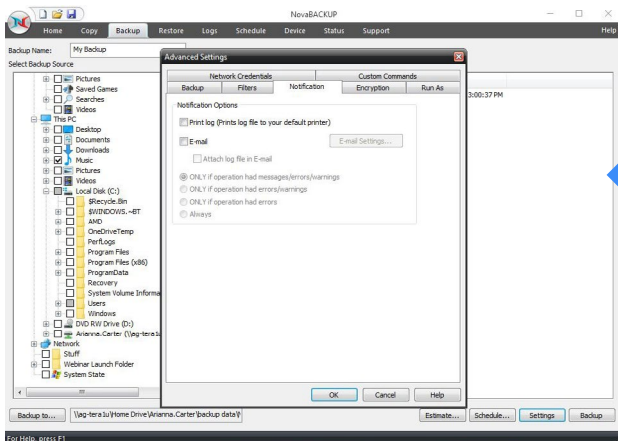 NovaBACKUP
Home Copy Backup Restore Logs Schedule Device Status Support Help
Backup Name: My Backup
Select Backup Source
Pictures
Saved Games
Searches
Videos
This PC
Desktop
Documents
Downloads
Music
Pictures
Videos
Local Disk (C:)
$Recycle.Bin
$WINDOWS.~BT
AMD
OneDriveTemp
PerfLogs
Program Files
Program Files (x86)
ProgramData
Recovery
System Volume Informa
Users
Windows
DVD RW Drive (D:)
Arianna.Carter (\\ag-tera1u
Network
Stuff
Webinar Launch Folder
System State
3:00:37 PM
Advanced Settings
Network Credentials Custom Commands
Backup Filters Notification Encryption Run As
Notification Options
Print log (Prints log file to your default printer)
E-mail E-mail Settings...
Attach log file in E-mail
ONLY if operation had messages/errors/warnings
ONLY if operation had errors/warnings
ONLY if operation had errors
Always
OK Cancel Help
Backup to... \\ag-tera1u\Home Drive\Arianna.Carter\backup data\ Estimate... Schedule... Settings Backup
For Help, press F1